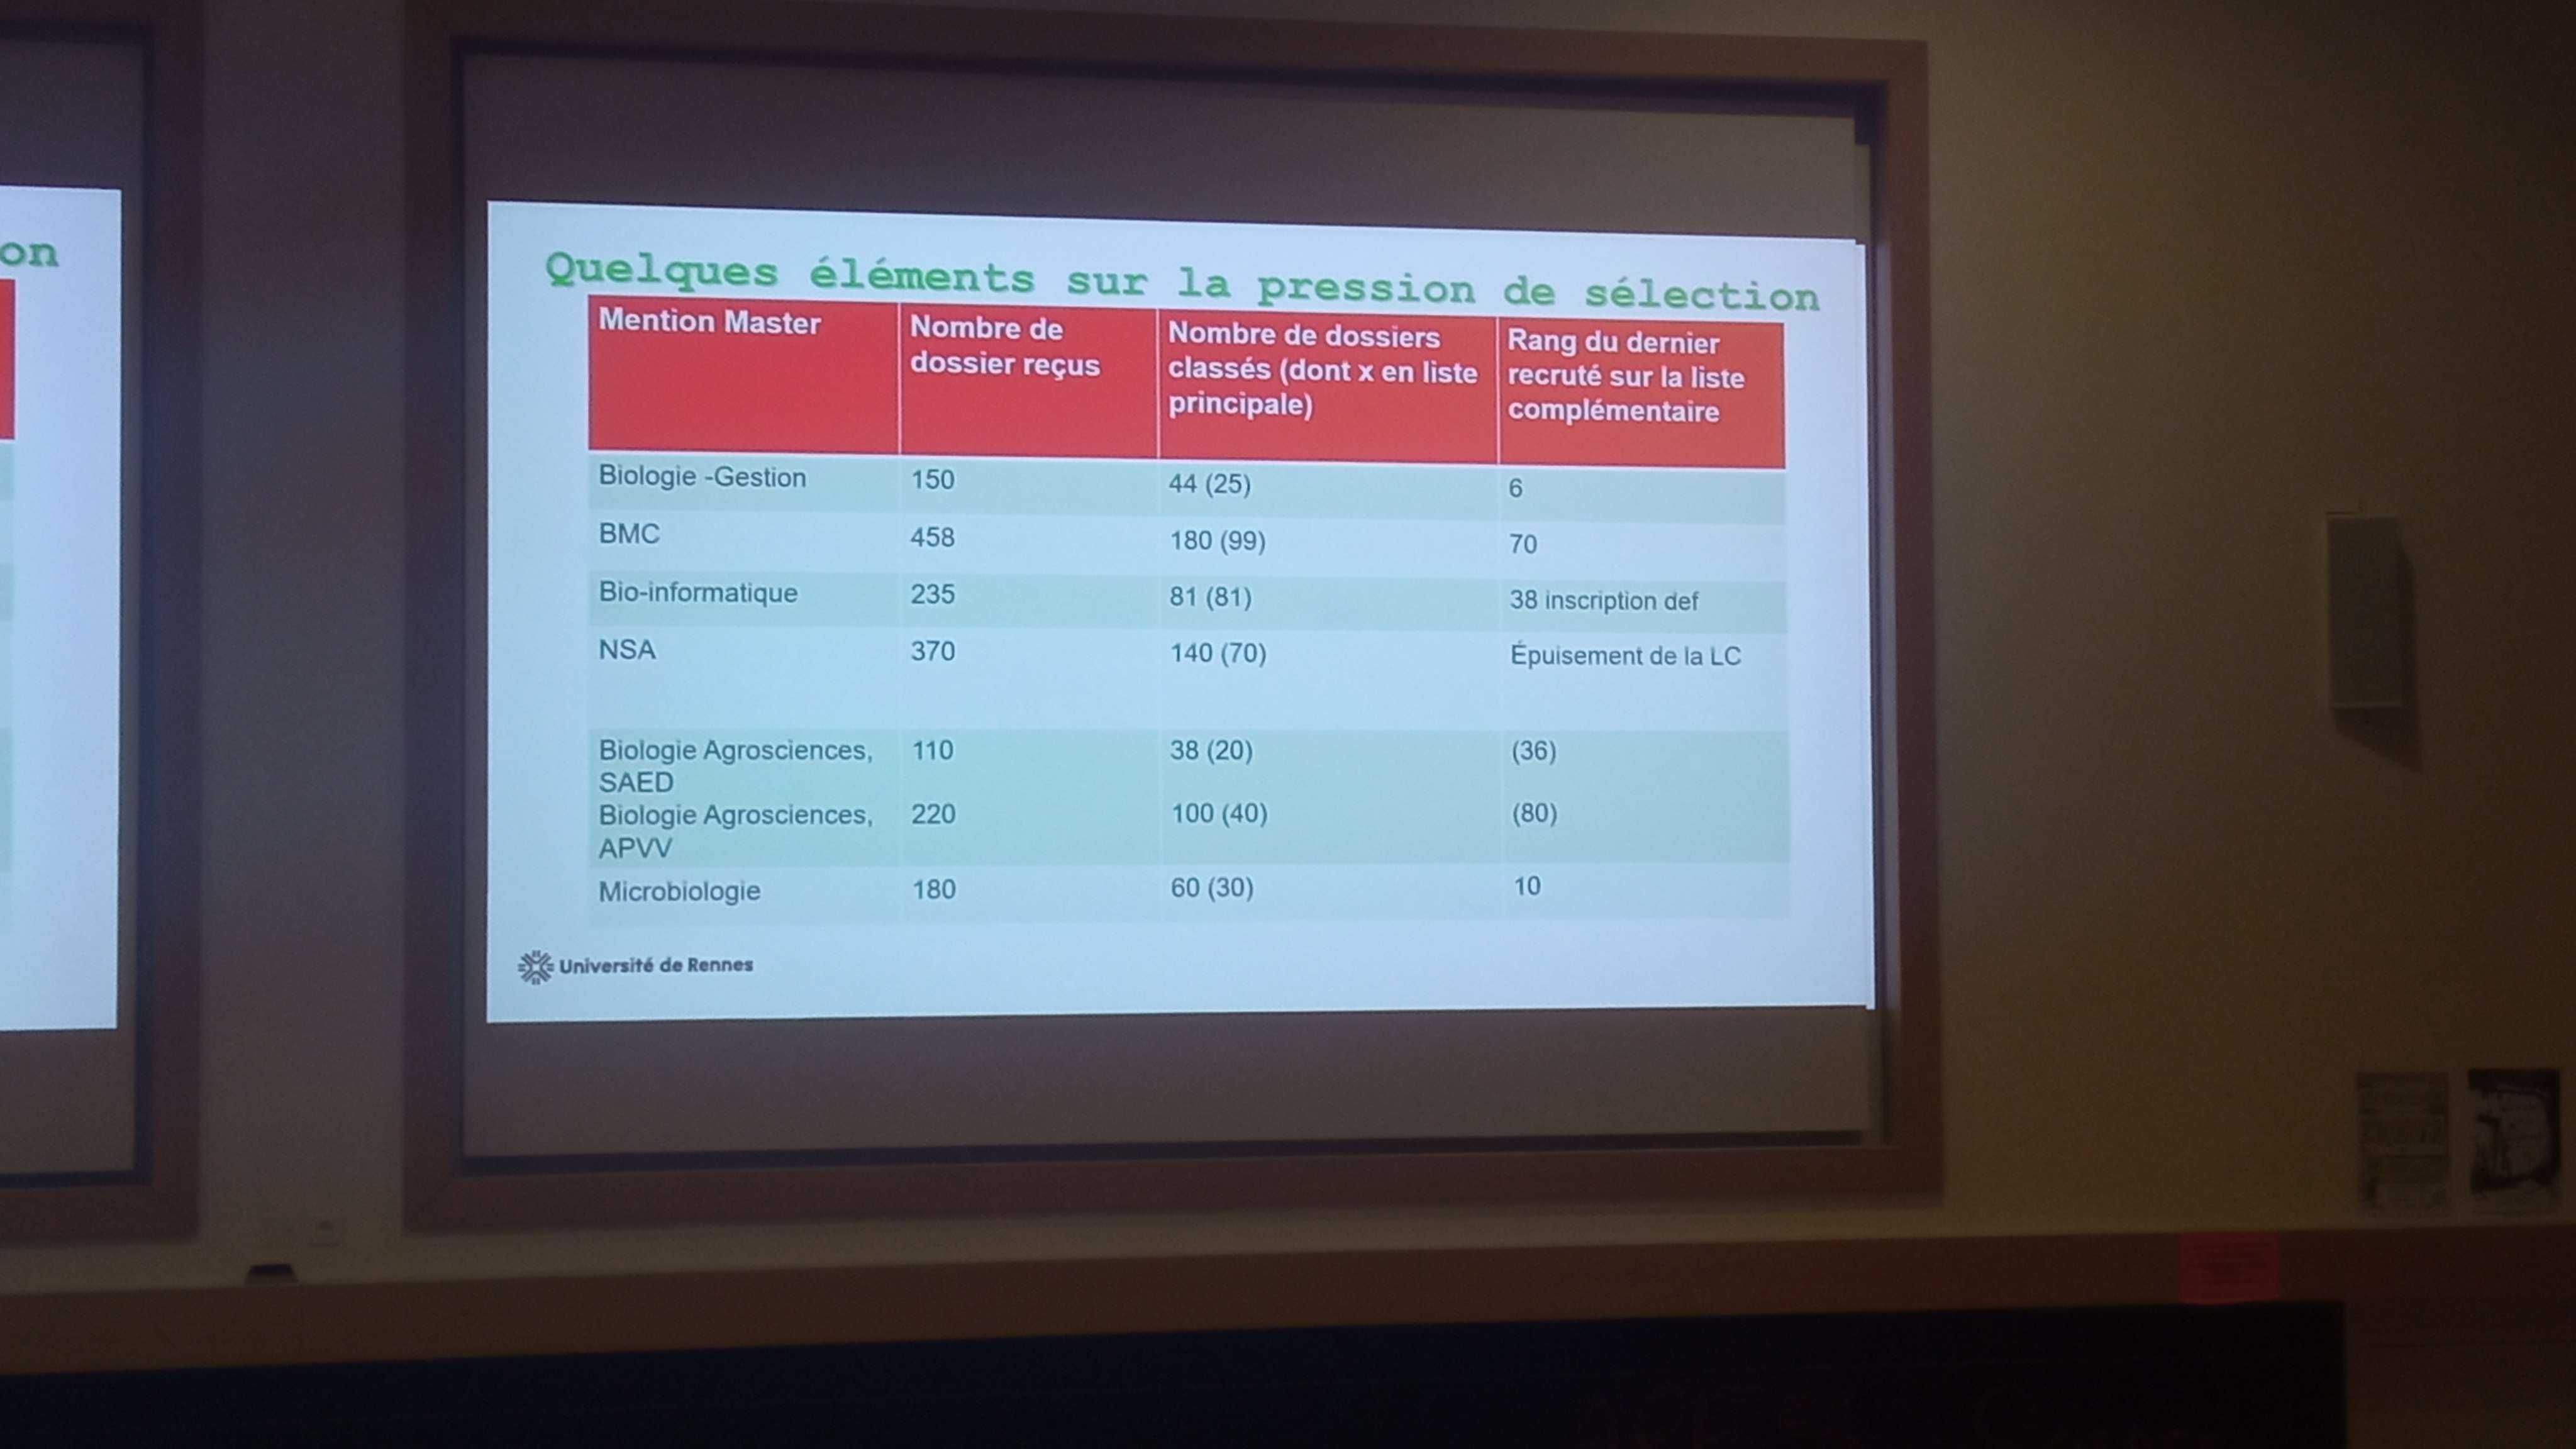 on
Quelques éléments sur la pression de sélection
Mention Master
Nombre de
dossier reçus
Nombre de dossiers
classés (dont x en liste
principale)
Rang du dernier
recruté sur la liste
complémentaire
Biologie -Gestion 150 44 (25) 6
BMC 458 180 (99) 70
Bio-informatique 235 81 (81) 38 inscription def
NSA 370 140 (70) Épuisement de la LC
Biologie Agrosciences, 110 38 (20) (36)
SAED
Biologie Agrosciences, 220 100 (40) (80)
APVV
Microbiologie 180 60 (30) 10
Université de Rennes